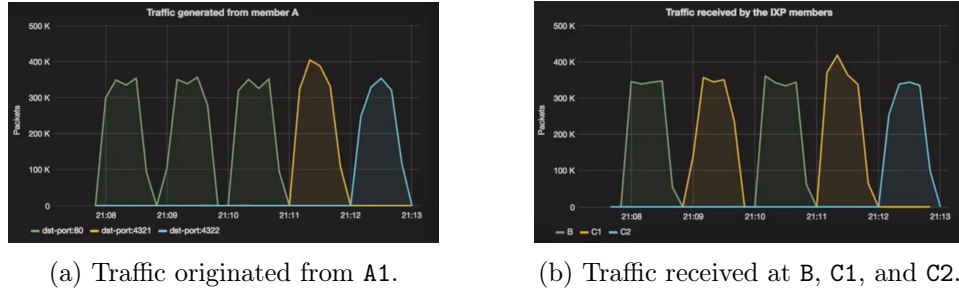 Traffic generated from member A
500 K
400 K
300 K
200 K
100 K
0
Packets
21:08 21:09 21:10 21:11 21:12 21:13
dst-port:80 dst-port:4321 dst-port:4322
(a) Traffic originated from A1.
Traffic received by the IXP members
500 K
400 K
300 K
200 K
100 K
0
Packets
21:08 21:09 21:10 21:11 21:12 21:13
B C1 C2
(b) Traffic received at B, C1, and C2.